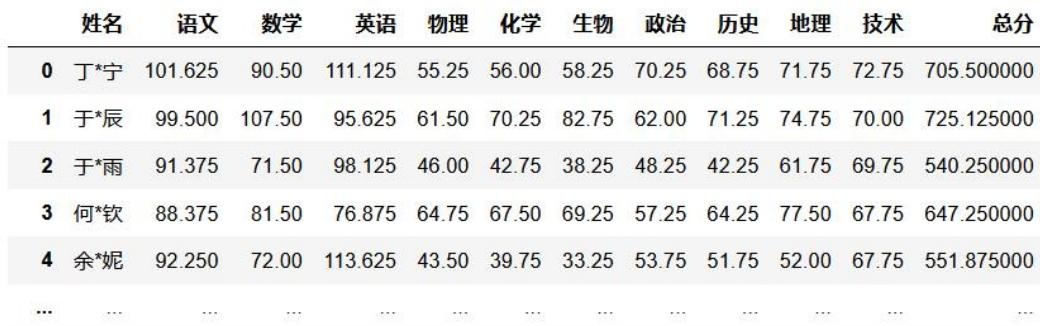 姓名 语文 数学 英语 物理 化学 生物 政治 历史 地理 技术 总分
0 丁*宁 101.625 90.50 111.125 55.25 56.00 58.25 70.25 68.75 71.75 72.75 705.500000
1 于*辰 99.500 107.50 95.625 61.50 70.25 82.75 62.00 71.25 74.75 70.00 725.125000
2 于*雨 91.375 71.50 98.125 46.00 42.75 38.25 48.25 42.25 61.75 69.75 540.250000
3 何*钦 88.375 81.50 76.875 64.75 67.50 69.25 57.25 64.25 77.50 67.75 647.250000
4 余*妮 92.250 72.00 113.625 43.50 39.75 33.25 53.75 51.75 52.00 67.75 551.875000
... ... ... ... ... ... ... ... ... ... ... ... ...